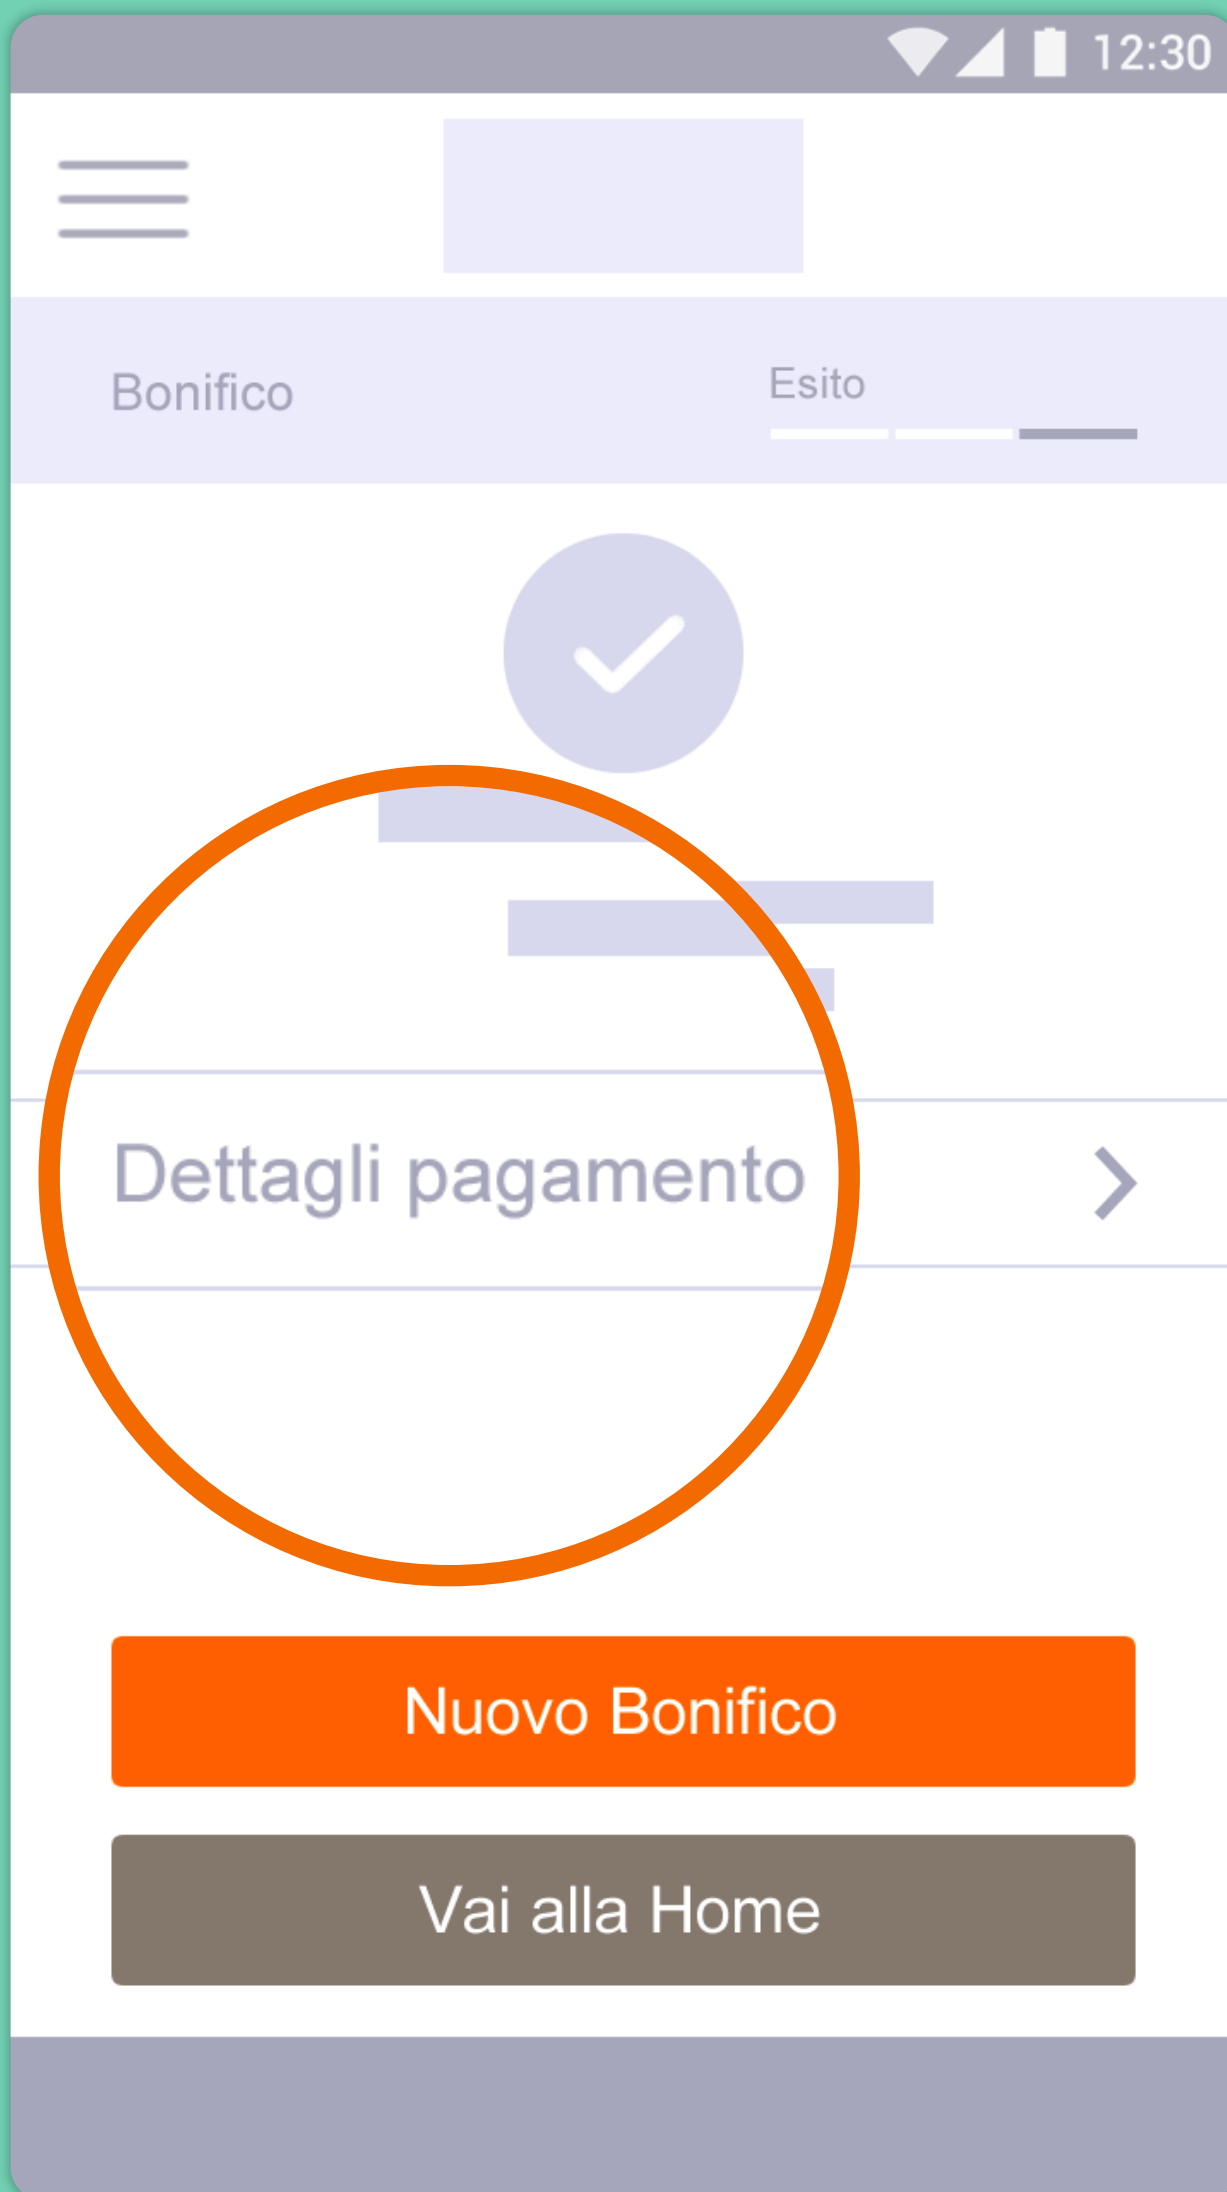 12:30
Bonifico
Esito
Dettagli pagamento
Nuovo Bonifico
Vai alla Home